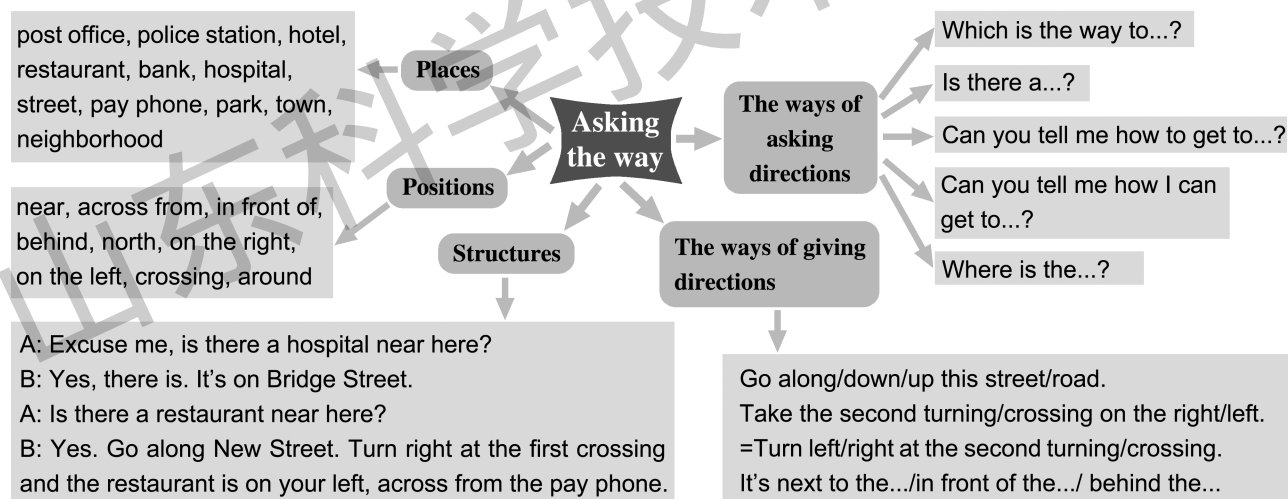 Asking
the way
Places
post office, police station, hotel,
restaurant, bank, hospital,
street, pay phone, park, town,
neighborhood
Positions
near, across from, in front of,
behind, north, on the right,
on the left, crossing, around
Structures
A: Excuse me, is there a hospital near here?
B: Yes, there is. It's on Bridge Street.
A: Is there a restaurant near here?
B: Yes. Go along New Street. Turn right at the first crossing
and the restaurant is on your left, across from the pay phone.
The ways of giving
directions
Go along/down/up this street/road.
Take the second turning/crossing on the right/left.
=Turn left/right at the second turning/crossing.
It's next to the.../in front of the.../ behind the...
The ways of
asking
directions
Which is the way to...?
Is there a...?
Can you tell me how to get to...?
Can you tell me how I can
get to...?
Where is the...?
山东科学技